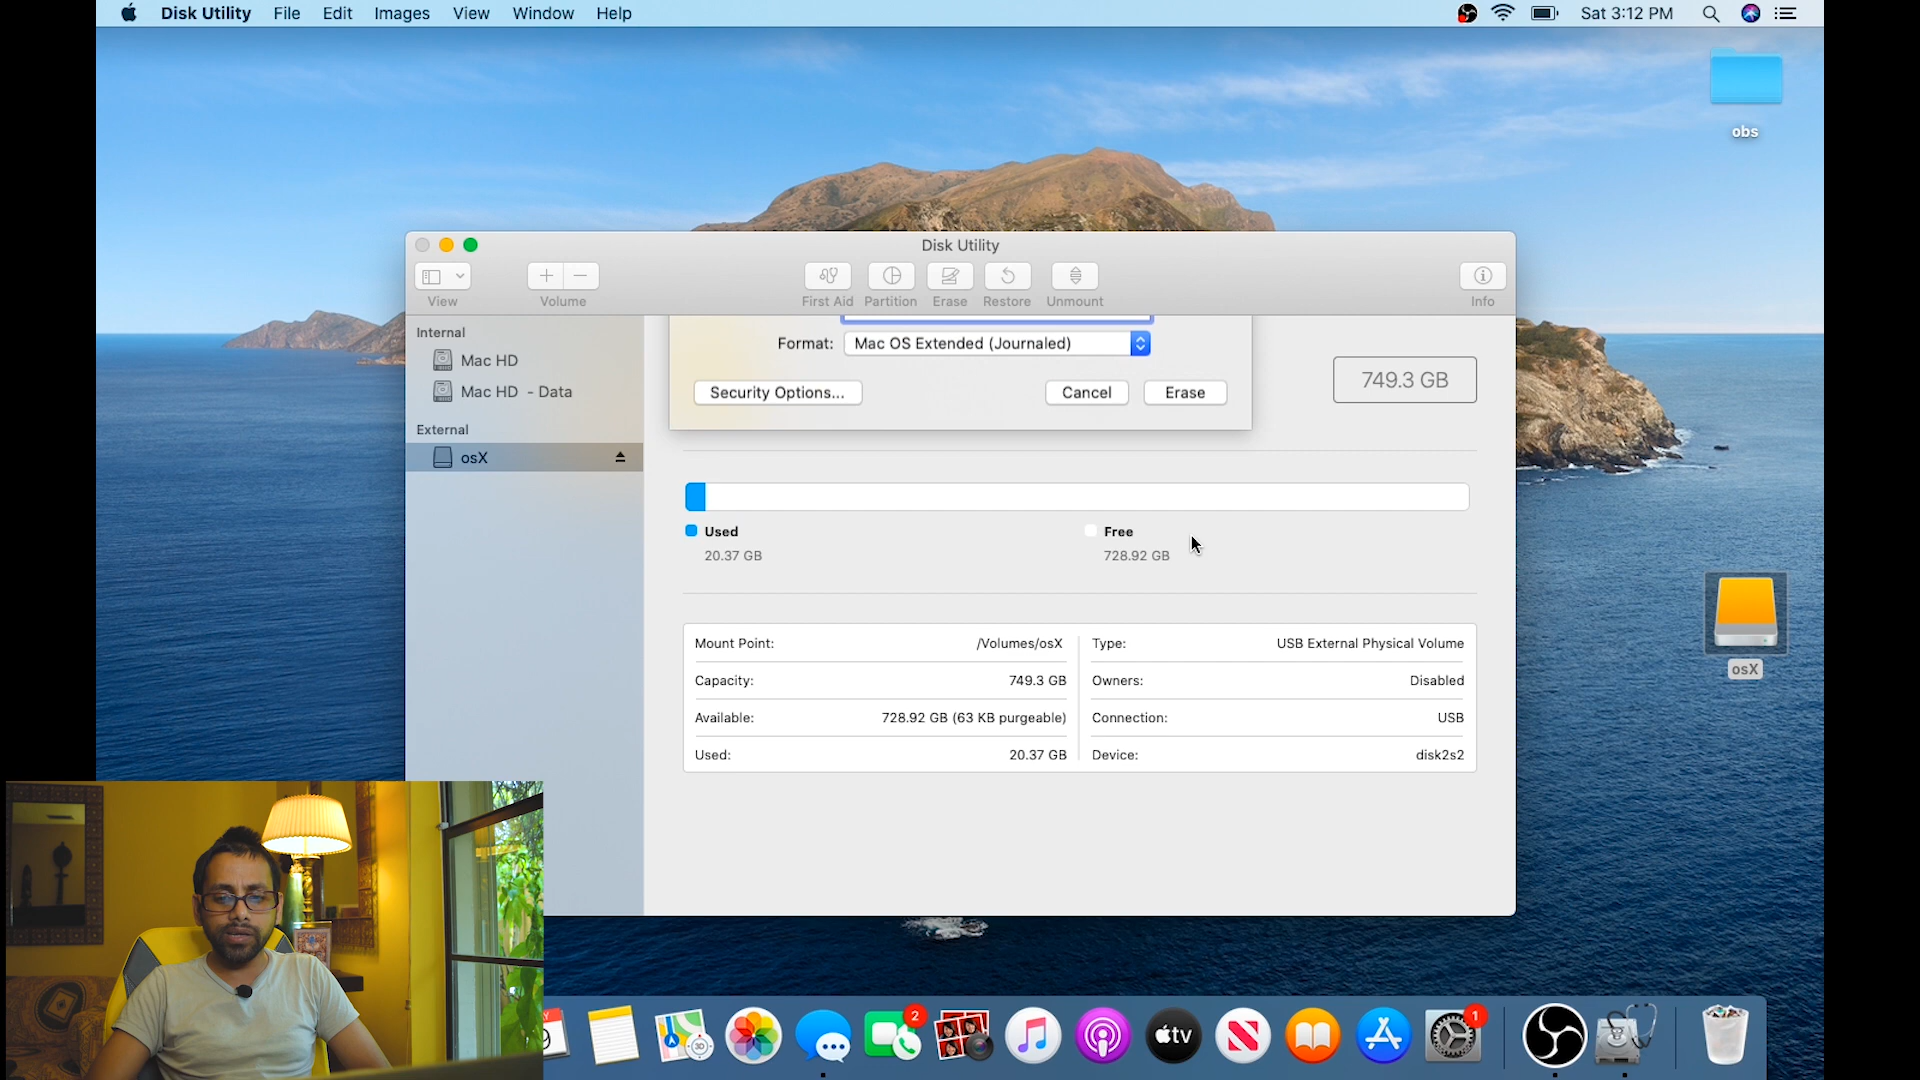 Disk Utility File Edit Images View Window Help Sat 3:12 PM
obs
Disk Utility
View Volume First Aid Partition Erase Restore Unmount Info
Internal
Mac HD
Mac HD - Data
External
osX
Format: Mac OS Extended (Journaled)
Security Options... Cancel Erase
749.3 GB
Used Free
20.37 GB 728.92 GB
Mount Point: /Volumes/osX Type: USB External Physical Volume
Capacity: 749.3 GB Owners: Disabled
Available: 728.92 GB (63 KB purgeable) Connection: USB
Used: 20.37 GB Device: disk2s2
osX
3D 2 tv 1